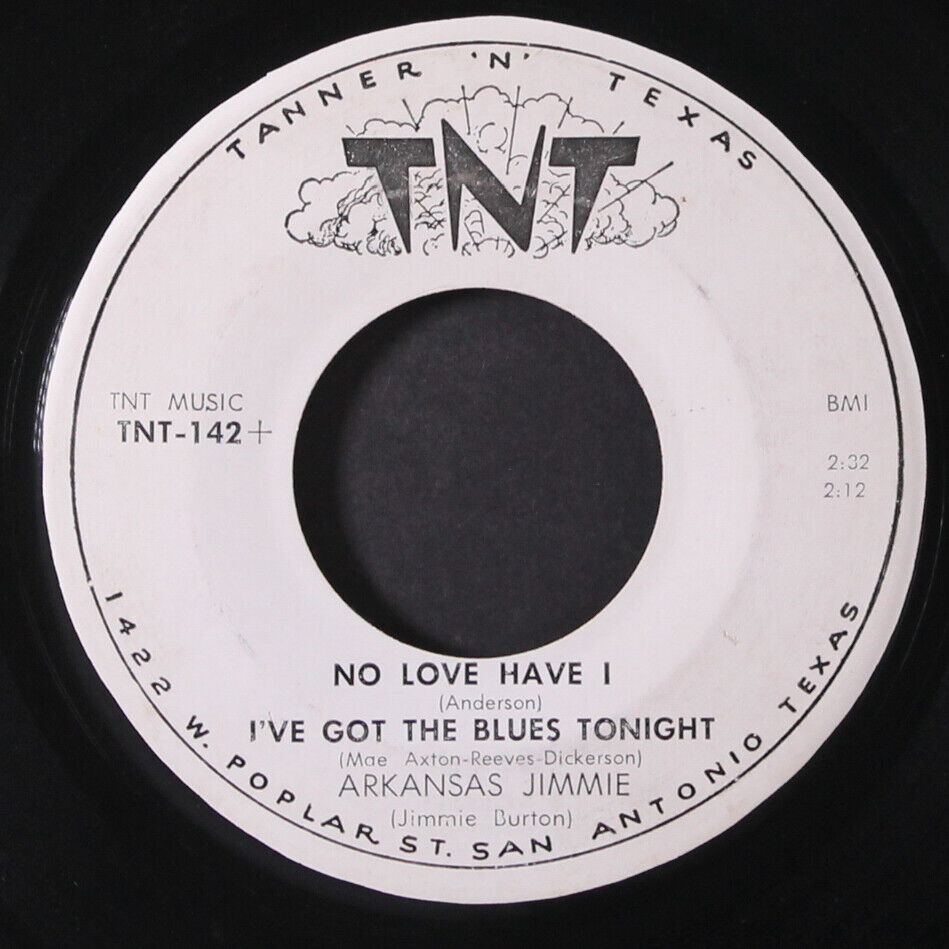 TANNER 'N' TEXAS
TNT
TNT MUSIC
TNT-142+
BMI
2:32
2:12
NO LOVE HAVE I
(Anderson)
I'VE GOT THE BLUES TONIGHT
(Mae Axton-Reeves-Dickerson)
ARKANSAS JIMMIE
(Jimmie Burton)
1422 W. POPLAR ST. SAN ANTONIO TEXAS